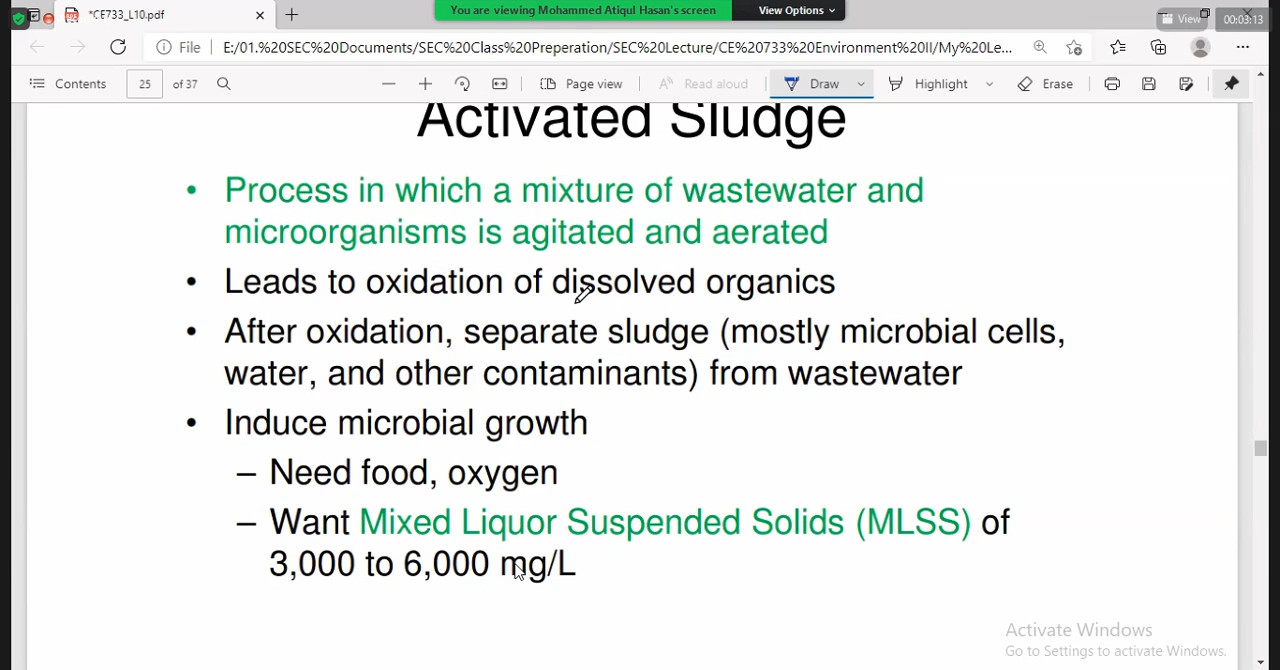 *CE733_L10.pdf
You are viewing Mohammed Atiqul Hasan's screen
View Options
View
00:03:13
File
E:/01.%20SEC%20Documents/SEC%20Class%20Preperation/SEC%20Lecture/CE%20733%20Environment%20II/My%20Le...
Contents
25
of 37
Page view
Read aloud
Draw
Highlight
Erase
Activated Sludge
• Process in which a mixture of wastewater and
microorganisms is agitated and aerated
• Leads to oxidation of dissolved organics
• After oxidation, separate sludge (mostly microbial cells,
water, and other contaminants) from wastewater
• Induce microbial growth
– Need food, oxygen
– Want Mixed Liquor Suspended Solids (MLSS) of
3,000 to 6,000 mg/L
Activate Windows
Go to Settings to activate Windows.